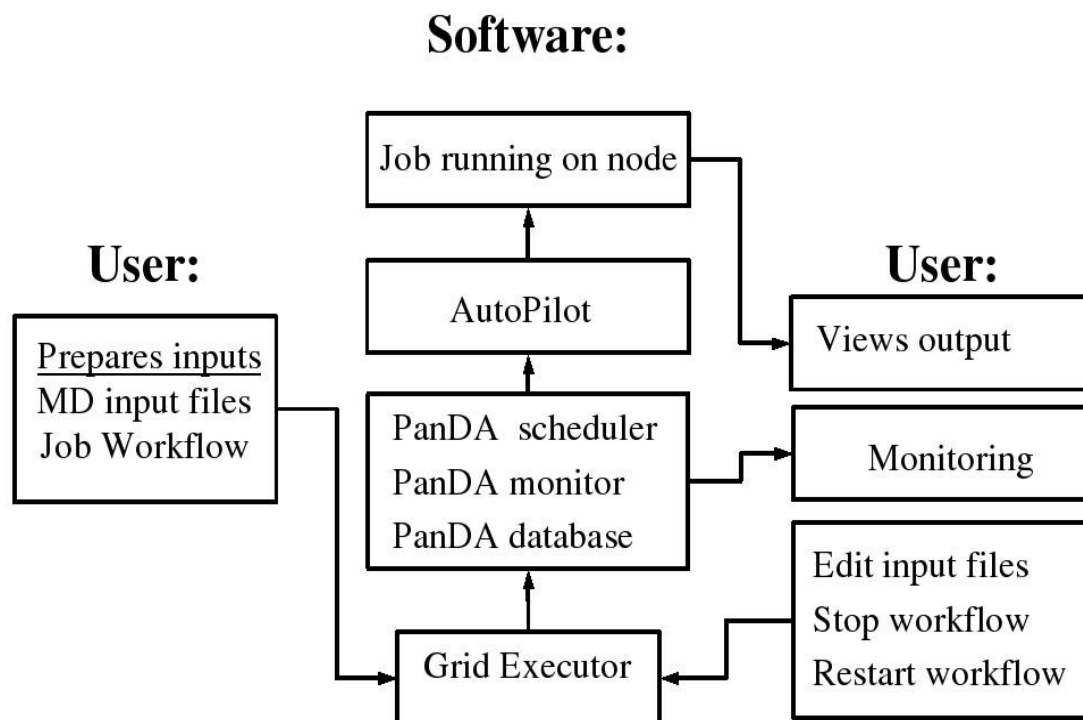 Software:
Job running on node
User:
User:
AutoPilot
Prepares inputs
MD input files
Job Workflow
Views output
PanDA scheduler
PanDA monitor
PanDA database
Monitoring
Edit input files
Stop workflow
Restart workflow
Grid Executor